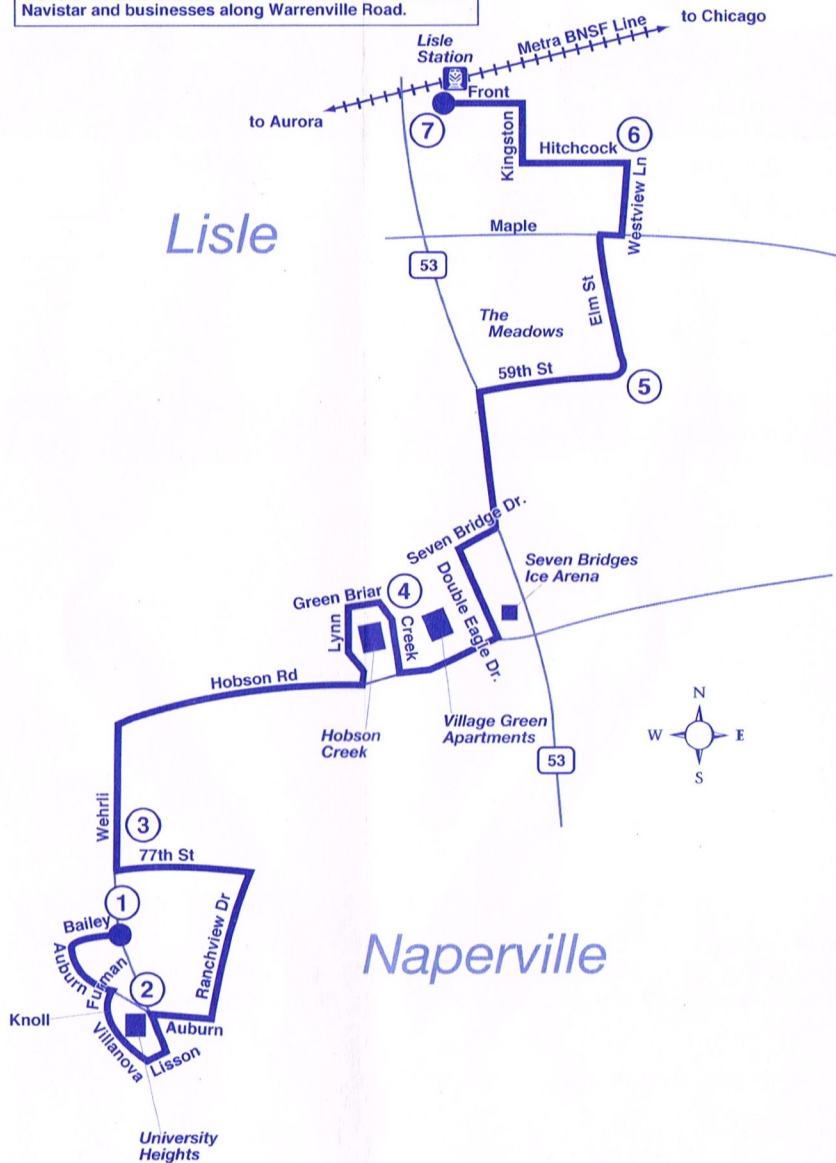 Navistar and businesses along Warrenville Road.
to Chicago
Metra BNSF Line
Lisle
Station
to Aurora
Front
7
Kingston
Hitchcock
6
Westview Ln
Lisle
Maple
53
Elm St
The
Meadows
59th St
5
Seven Bridge Dr.
Seven Bridges
Ice Arena
Double Eagle Dr.
Green Briar
4
Lynn
Creek
Hobson Rd
Hobson
Creek
Village Green
Apartments
53
N
W
E
S
Wehrli
3
77th St
1
Bailey
Auburn
Furman
2
Ranchview Dr
Naperville
Knoll
Auburn
Villanova
Lisson
University
Heights